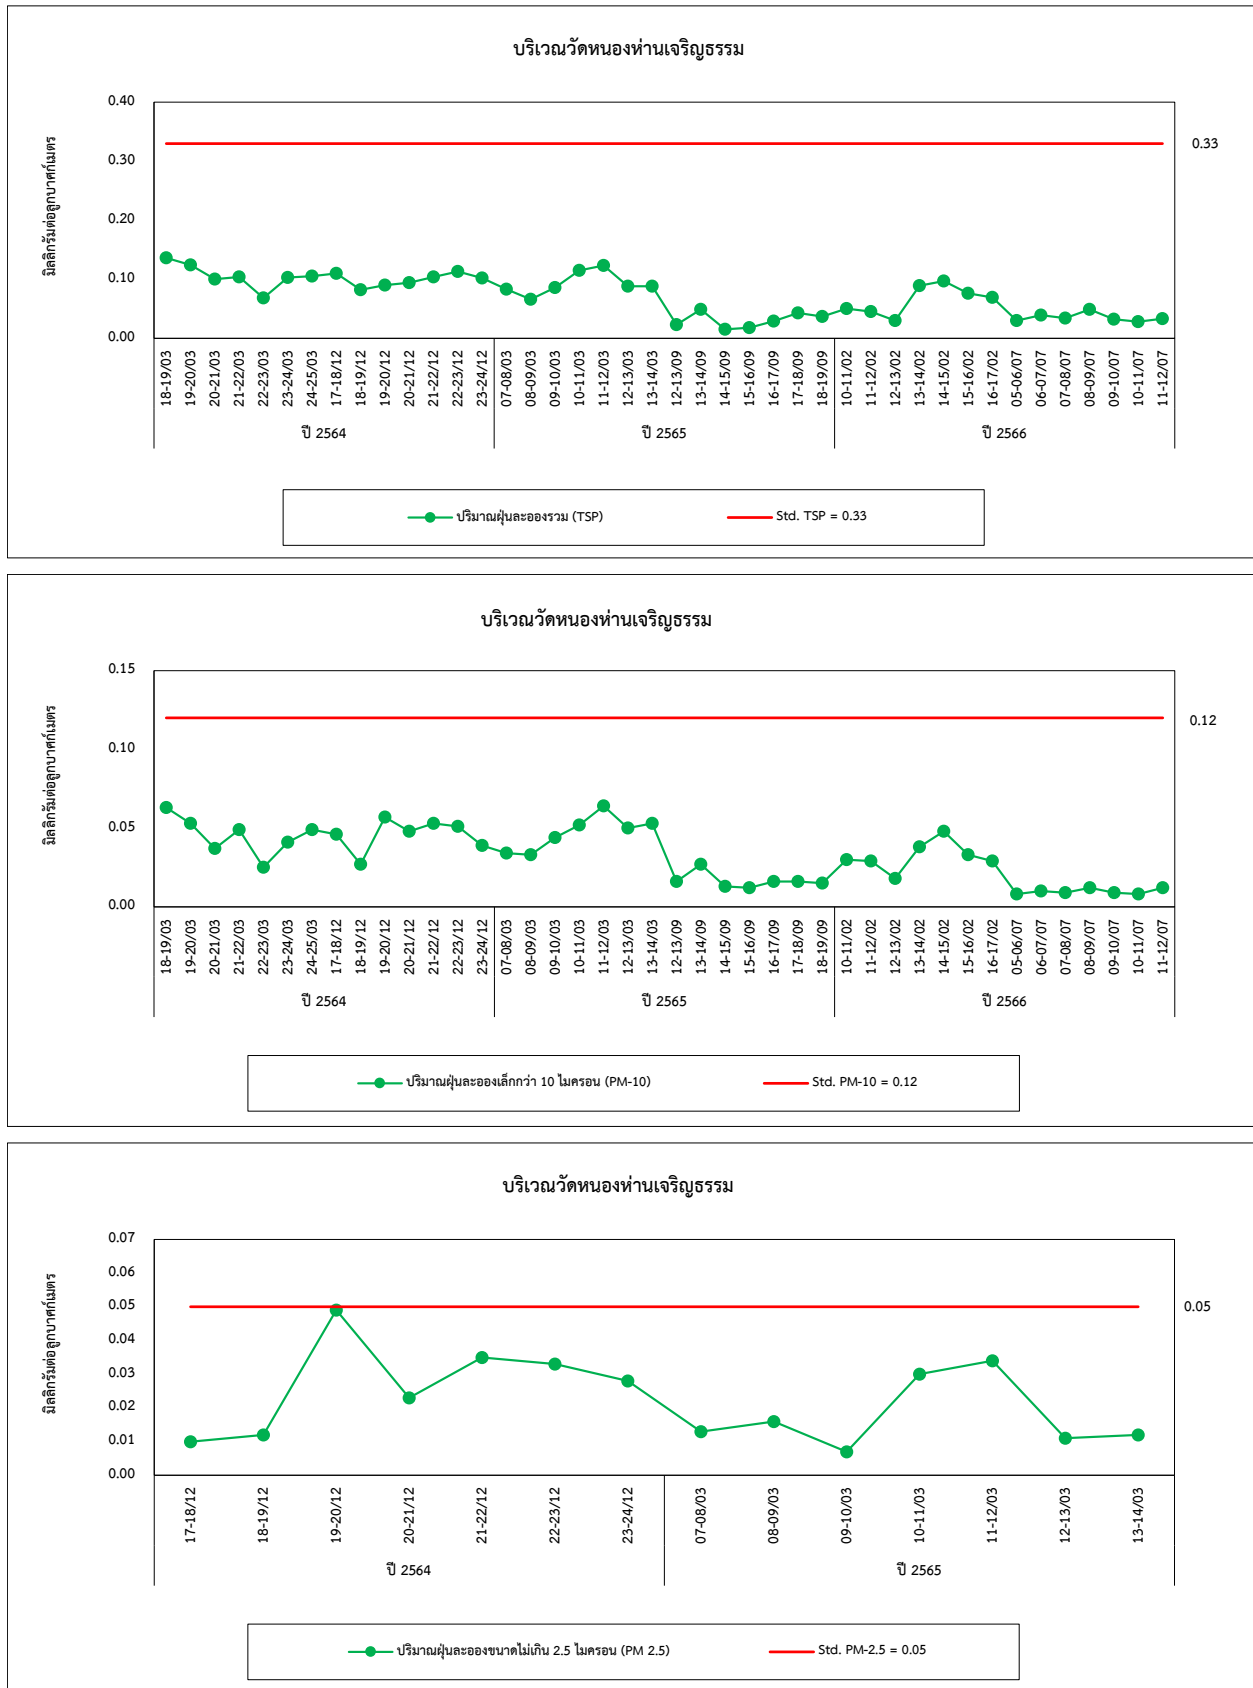 บริเวณวัดหนองห่านเจริญธรรม
มิลลิกรัมต่อลูกบาศก์เมตร
0.40
0.30
0.20
0.10
0.00
0.33
18-19/03 19-20/03 20-21/03 21-22/03 22-23/03 23-24/03 24-25/03 17-18/12 18-19/12 19-20/12 20-21/12 21-22/12 22-23/12 23-24/12 07-08/03 08-09/03 09-10/03 10-11/03 11-12/03 12-13/03 13-14/03 12-13/09 13-14/09 14-15/09 15-16/09 16-17/09 17-18/09 18-19/09 10-11/02 11-12/02 12-13/02 13-14/02 14-15/02 15-16/02 16-17/02 05-06/07 06-07/07 07-08/07 08-09/07 09-10/07 10-11/07 11-12/07
ปี 2564 ปี 2565 ปี 2566
ปริมาณฝุ่นละอองรวม (TSP) Std. TSP = 0.33
บริเวณวัดหนองห่านเจริญธรรม
มิลลิกรัมต่อลูกบาศก์เมตร
0.15
0.10
0.05
0.00
0.12
18-19/03 19-20/03 20-21/03 21-22/03 22-23/03 23-24/03 24-25/03 17-18/12 18-19/12 19-20/12 20-21/12 21-22/12 22-23/12 23-24/12 07-08/03 08-09/03 09-10/03 10-11/03 11-12/03 12-13/03 13-14/03 12-13/09 13-14/09 14-15/09 15-16/09 16-17/09 17-18/09 18-19/09 10-11/02 11-12/02 12-13/02 13-14/02 14-15/02 15-16/02 16-17/02 05-06/07 06-07/07 07-08/07 08-09/07 09-10/07 10-11/07 11-12/07
ปี 2564 ปี 2565 ปี 2566
ปริมาณฝุ่นละอองเล็กกว่า 10 ไมครอน (PM-10) Std. PM-10 = 0.12
บริเวณวัดหนองห่านเจริญธรรม
มิลลิกรัมต่อลูกบาศก์เมตร
0.07
0.06
0.05
0.04
0.03
0.02
0.01
0.00
0.05
17-18/12 18-19/12 19-20/12 20-21/12 21-22/12 22-23/12 23-24/12 07-08/03 08-09/03 09-10/03 10-11/03 11-12/03 12-13/03 13-14/03
ปี 2564 ปี 2565
ปริมาณฝุ่นละอองขนาดไม่เกิน 2.5 ไมครอน (PM 2.5) Std. PM-2.5 = 0.05